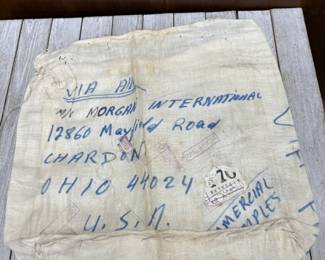 VIA AIR
M/S MORGAN INTERNATIONAL
12860 Mayfield Road
CHARDON
OHIO 44024
U.S.A.
COMMERCIAL
SAMPLES